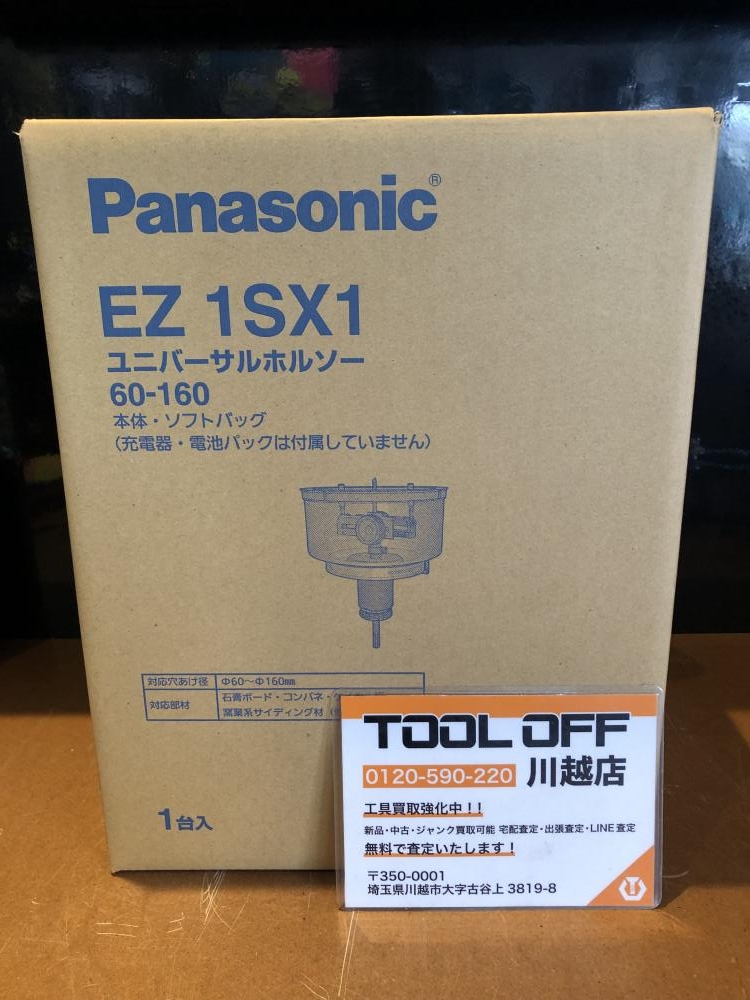 Panasonic®
EZ 1SX1
ユニバーサルホルソー
60-160
本体・ソフトバッグ
(充電器・電池パックは付属していません)
対応穴あけ径 Φ60〜Φ160mm
対応部材 石膏ボード・コンパネ・
窯業系サイディング材
1台入
TOOL OFF
0120-590-220 川越店
工具買取強化中!!
新品・中古・ジャンク買取可能 宅配査定・出張査定・LINE査定
無料で査定いたします!
〒350-0001
埼玉県川越市大字古谷上 3819-8